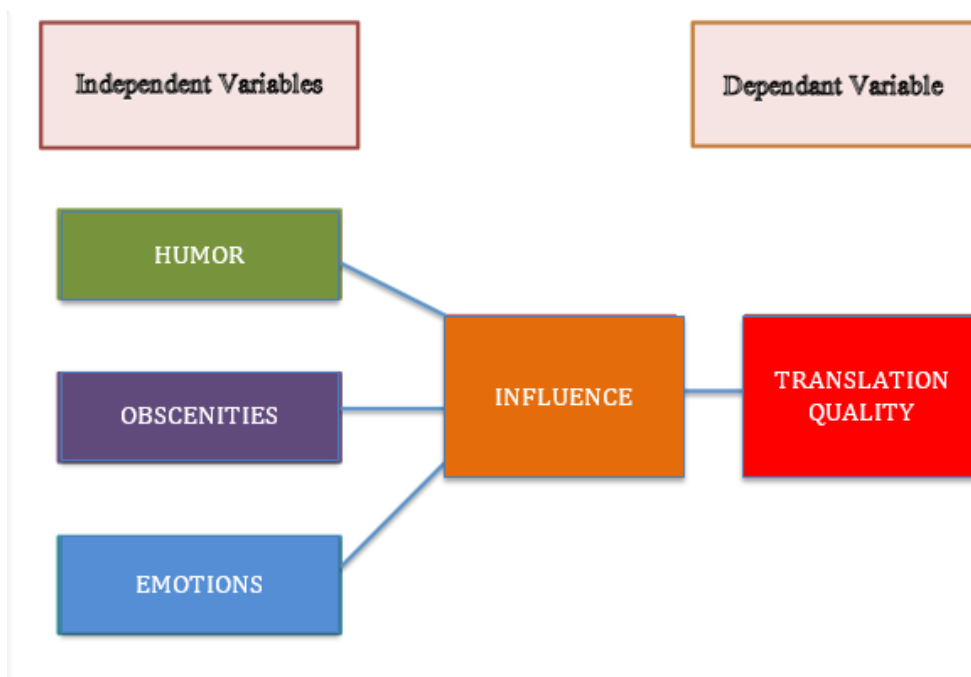 Independent Variables
Dependant Variable
HUMOR
OBSCENITIES
EMOTIONS
INFLUENCE
TRANSLATION
QUALITY